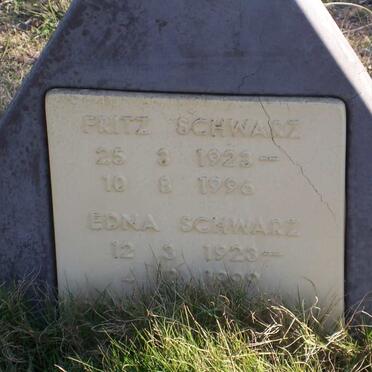 FRITZ SCHWARZ
25 3 1923 —
10 8 1996
EDNA SCHWARZ
12 3 1923 —